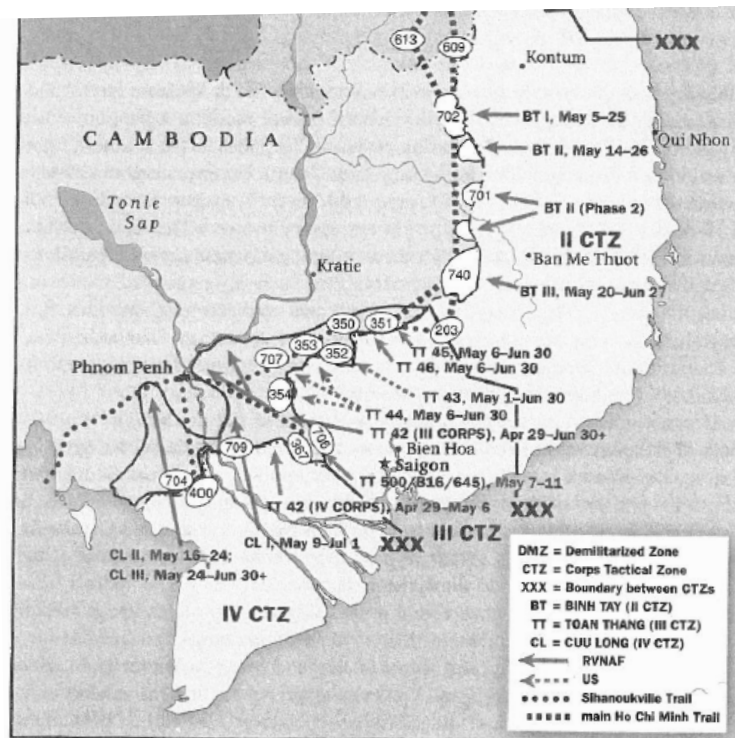 613
609
XXX
Kontum
702
BT I, May 5–25
CAMBODIA
Qui Nhon
BT II, May 14–26
701
Tonle
Sap
BT II (Phase 2)
II CTZ
Kratie
Ban Me Thuot
740
BT III, May 20–Jun 27
350
351
203
353
352
TT 45, May 6–Jun 30
707
TT 46, May 6–Jun 30
Phnom Penh
TT 43, May 1–Jun 30
354
TT 44, May 6–Jun 30
TT 42 (III CORPS), Apr 29–Jun 30+
709
367
706
Bien Hoa
Saigon
704
400
TT 500/B16/645), May 7–11
TT 42 (IV CORPS), Apr 29–May 6
XXX
III CTZ
CL I, May 9–Jul 1
XXX
CL II, May 16–24;
CL III, May 24–Jun 30+
IV CTZ
DMZ = Demilitarized Zone
CTZ = Corps Tactical Zone
XXX = Boundary between CTZs
BT = BINH TAY (II CTZ)
TT = TOAN THANG (III CTZ)
CL = CUU LONG (IV CTZ)
RVNAF
US
Sihanoukville Trail
main Ho Chi Minh Trail